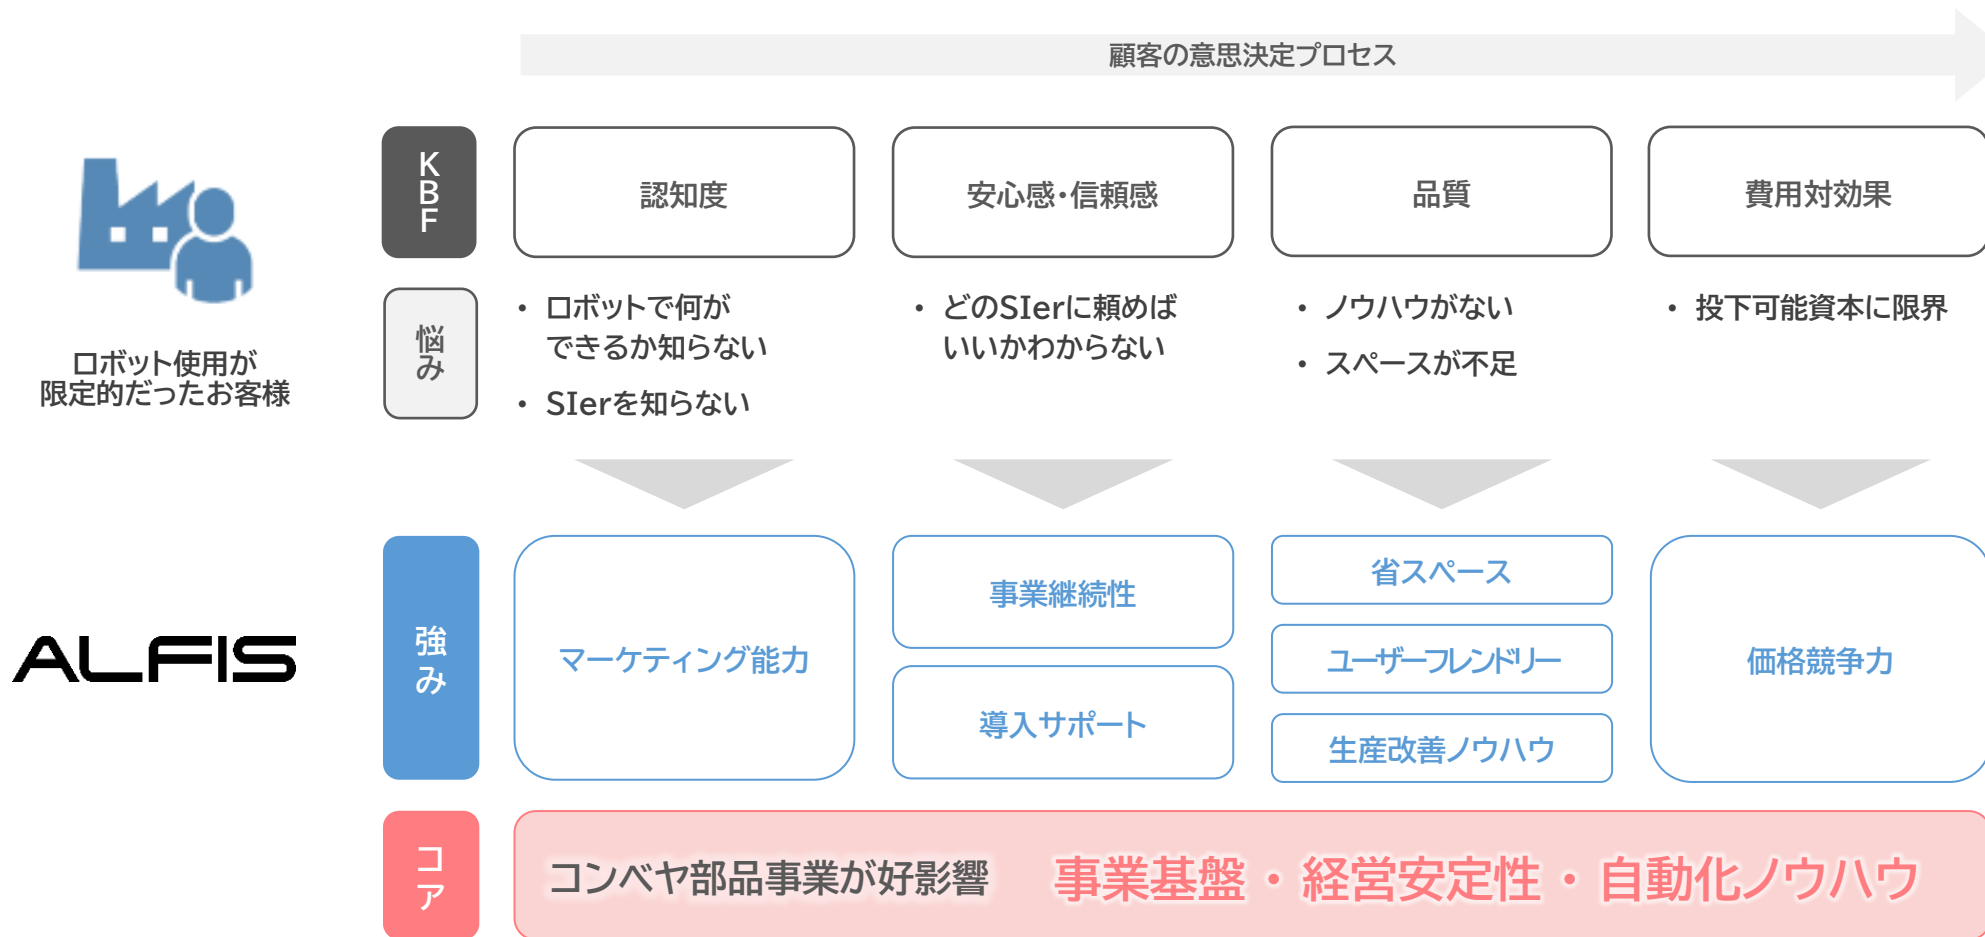 顧客の意思決定プロセス
KBF
認知度
安心感・信頼感
品質
費用対効果
ロボット使用が
限定的だったお客様
悩み
・ ロボットで何が
できるか知らない
・ SIerを知らない
・ どのSIerに頼めば
いいかわからない
・ ノウハウがない
・ スペースが不足
・ 投下可能資本に限界
ALFIS
強み
マーケティング能力
事業継続性
導入サポート
省スペース
ユーザーフレンドリー
生産改善ノウハウ
価格競争力
コア
コンベヤ部品事業が好影響 事業基盤・経営安定性・自動化ノウハウ